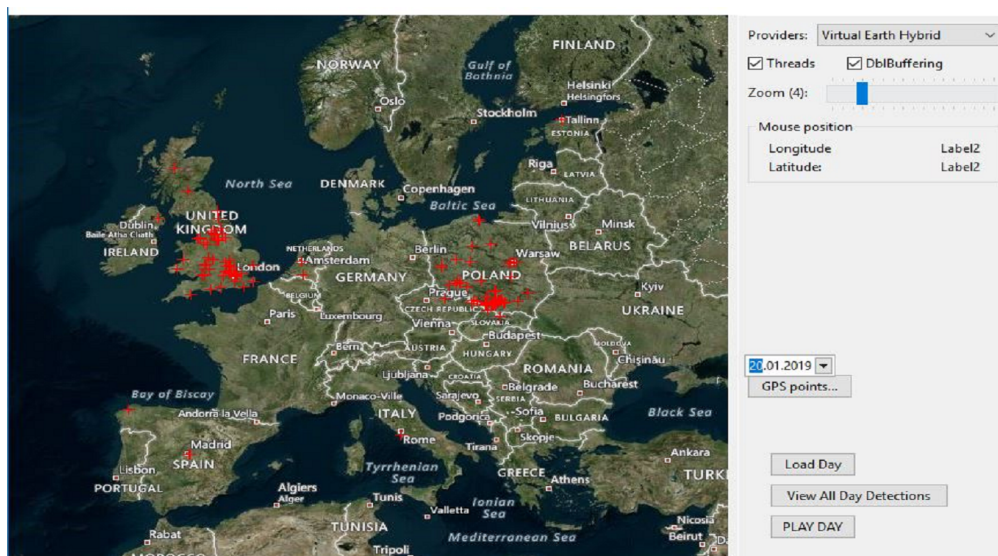 FINLAND
NORWAY
Gulf of
Bothnia
Helsinki
Helsingfors
Oslo
Stockholm
Tallinn
ESTONIA
Riga
LATVIA
North Sea
DENMARK
Copenhagen
Baltic Sea
LITHUANIA
Vilnius
Minsk
UNITED
KINGDOM
Dublin
Baile Atha Cliath
IRELAND
BELARUS
NETHERLANDS
Amsterdam
Berlin
Warsaw
London
GERMANY
POLAND
BELGIUM
Prague
Kyiv
CZECH REPUBLIC
UKRAINE
Paris
Luxembourg
Vienna
SLOVAKIA
Budapest
Bern
AUSTRIA
HUNGARY
MOLDOVA
Chișinău
FRANCE
Ljubljana
CROATIA
ROMANIA
Belgrade
Bucharest
Bay of Biscay
Monaco-Ville
Sarajevo
SERBIA
Andorra la Vella
ITALY
Podgorica
Sofia
BULGARIA
Black Sea
Madrid
Rome
Skopje
Tirana
Ankara
Lisbon
SPAIN
Tyrrhenian
Sea
GREECE
Athens
TURK
PORTUGAL
Algiers
Alger
Tunis
Ionian
Sea
Valletta
Nicosia
Rabat
TUNISIA
Mediterranean Sea
Beirut
D
MOROCCO
Tripoli
Providers: Virtual Earth Hybrid
Threads DblBuffering
Zoom (4):
Mouse position
Longitude Label2
Latitude: Label2
20.01.2019
GPS points...
Load Day
View All Day Detections
PLAY DAY